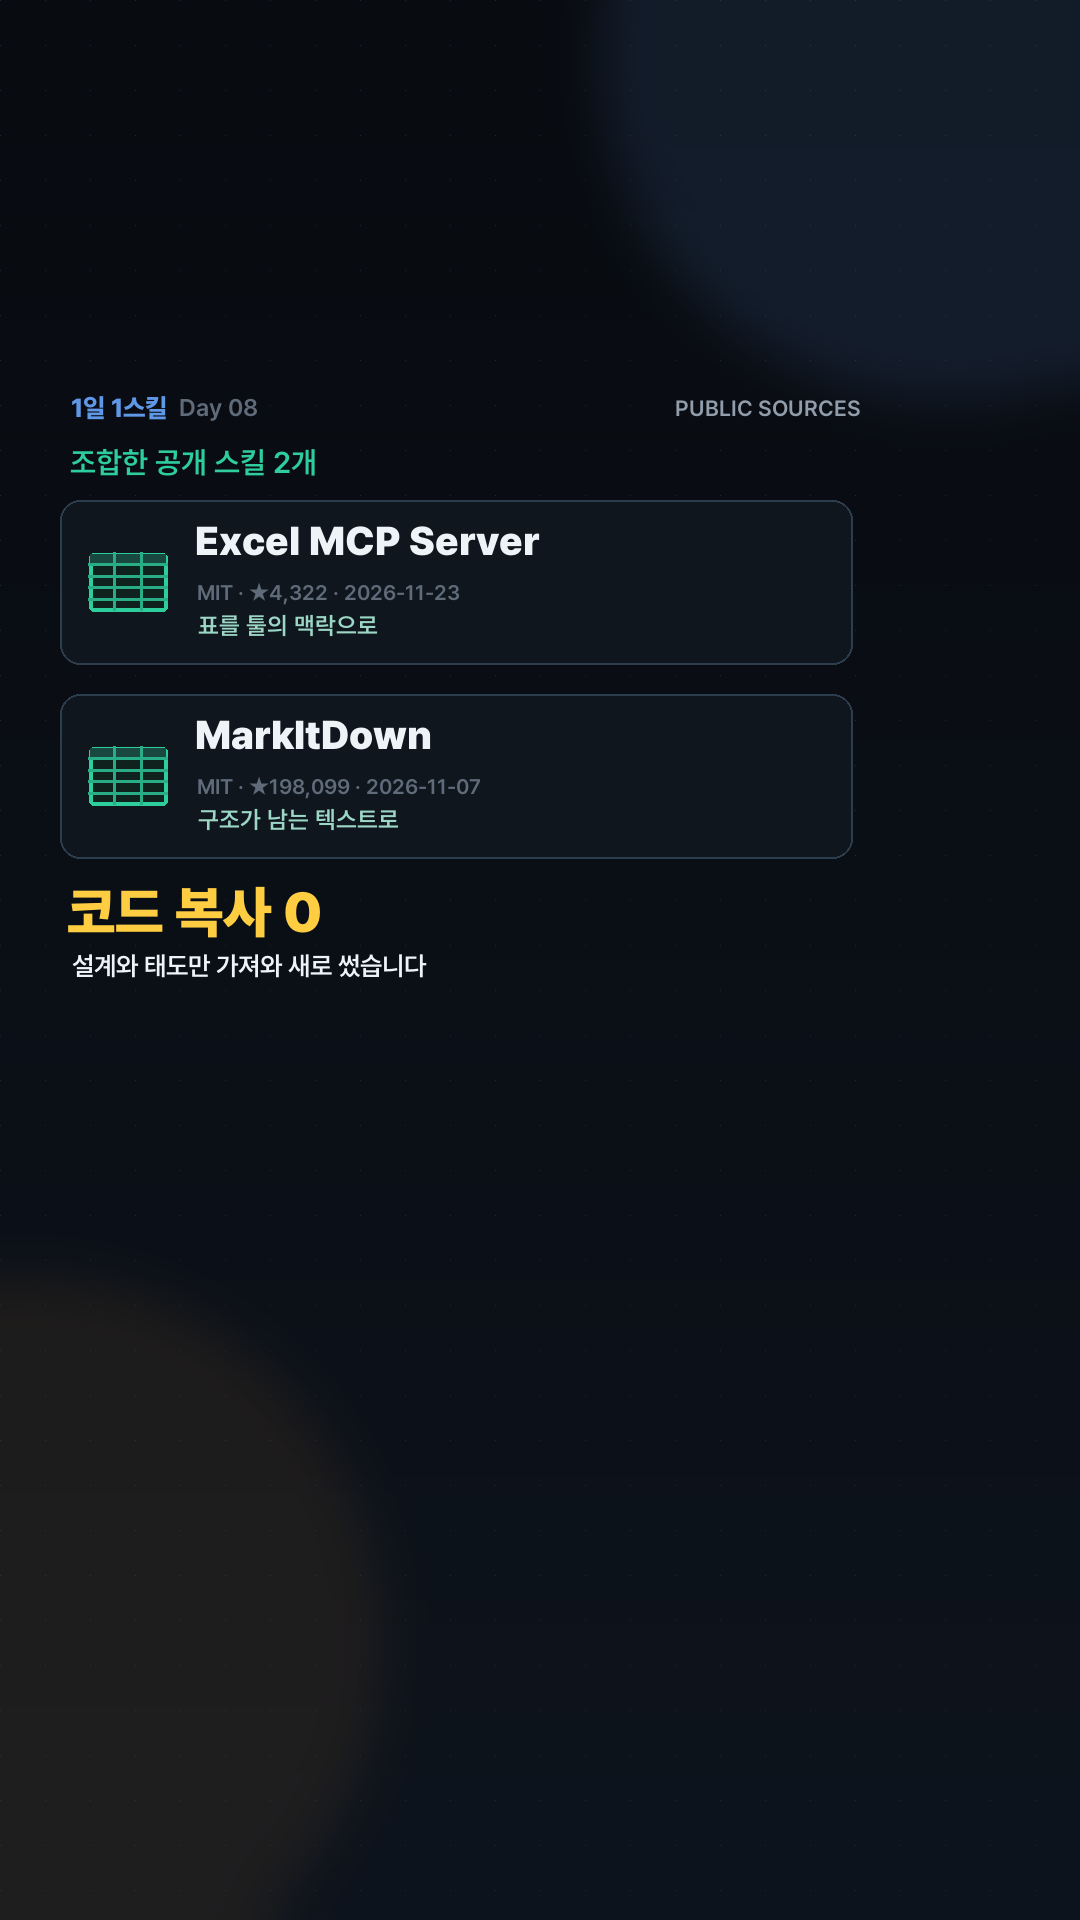 1일 1스킬 Day 08 PUBLIC SOURCES
조합한 공개 스킬 2개
Excel MCP Server
MIT · ★4,322 · 2026-11-23
표를 툴의 맥락으로
MarkItDown
MIT · ★198,099 · 2026-11-07
구조가 남는 텍스트로
코드 복사 0
설계와 태도만 가져와 새로 썼습니다